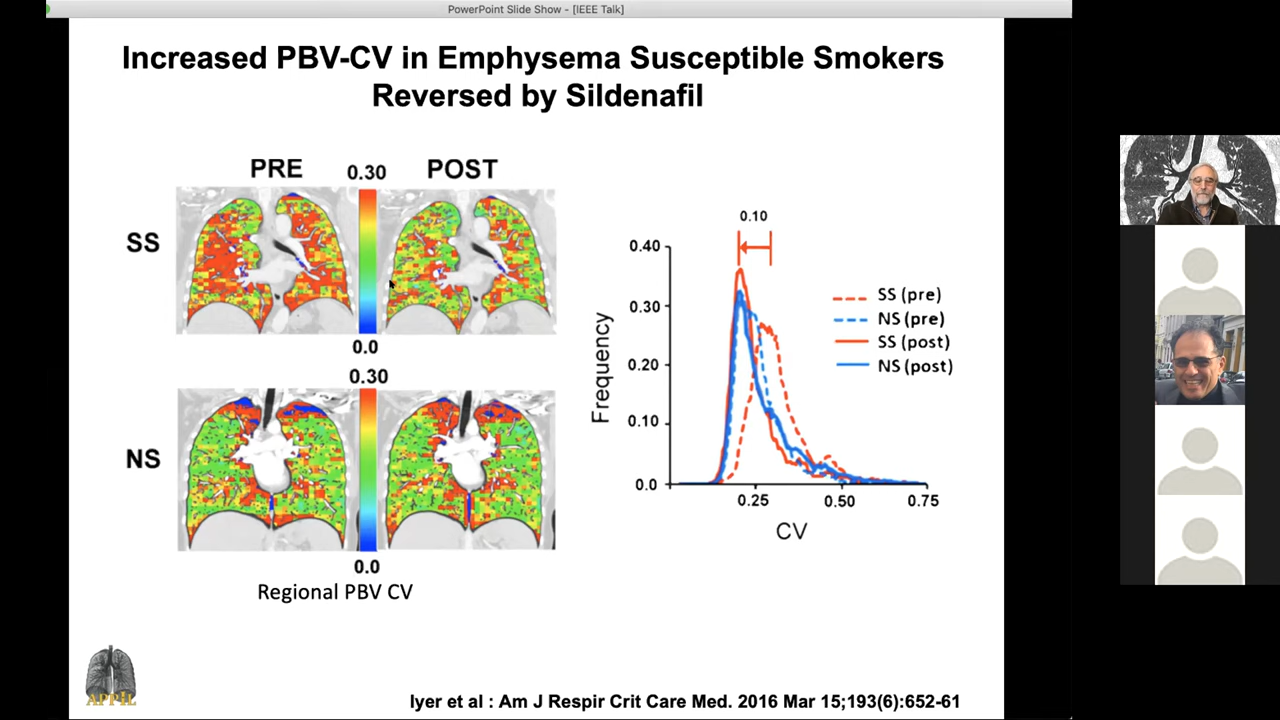 PowerPoint Slide Show - [IEEE Talk]
Increased PBV-CV in Emphysema Susceptible Smokers
Reversed by Sildenafil
PRE
0.30
POST
SS
0.0
0.30
NS
0.0
Regional PBV CV
0.10
0.40
0.30
0.20
0.10
0.0
Frequency
0.25
0.50
0.75
CV
SS (pre)
NS (pre)
SS (post)
NS (post)
APPIL
Iyer et al : Am J Respir Crit Care Med. 2016 Mar 15;193(6):652-61